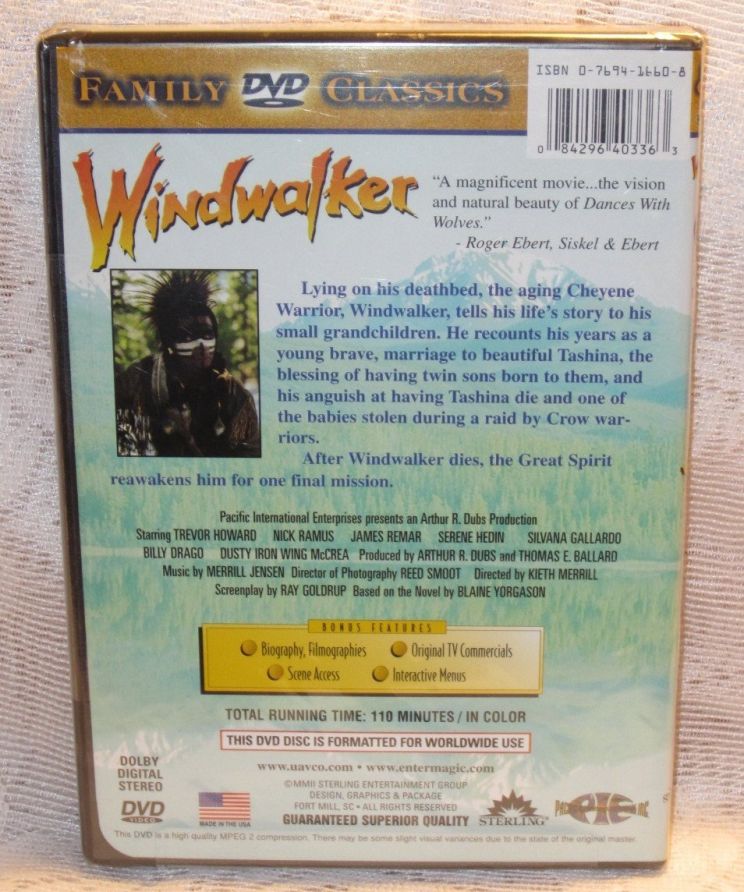 FAMILY DVD CLASSICS
ISBN 0-7694-1660-8
0 84296 40336 3
Windwalker
"A magnificent movie...the vision
and natural beauty of Dances With
Wolves."
- Roger Ebert, Siskel & Ebert
Lying on his deathbed, the aging Cheyene
Warrior, Windwalker, tells his life's story to his
small grandchildren. He recounts his years as a
young brave, marriage to beautiful Tashina, the
blessing of having twin sons born to them, and
his anguish at having Tashina die and one of
the babies stolen during a raid by Crow war-
riors.
After Windwalker dies, the Great Spirit
reawakens him for one final mission.
Pacific International Enterprises presents an Arthur R. Dubs Production
Starring TREVOR HOWARD NICK RAMUS JAMES REMAR SERENE HEDIN SILVANA GALLARDO
BILLY DRAGO DUSTY IRON WING McCREA Produced by ARTHUR R. DUBS and THOMAS E. BALLARD
Music by MERRILL JENSEN Director of Photography REED SMOOT Directed by KIETH MERRILL
Screenplay by RAY GOLDRUP Based on the Novel by BLAINE YORGASON
BONUS FEATURES
Biography, Filmographies Original TV Commercials
Scene Access Interactive Menus
TOTAL RUNNING TIME: 110 MINUTES / IN COLOR
THIS DVD DISC IS FORMATTED FOR WORLDWIDE USE
www.uavco.com • www.entermagic.com
DOLBY
DIGITAL
STEREO
DVD
VIDEO
MADE IN THE USA
©MMII STERLING ENTERTAINMENT GROUP
DESIGN, GRAPHICS & PACKAGE
FORT MILL, SC • ALL RIGHTS RESERVED
GUARANTEED SUPERIOR QUALITY
STERLING
PIE
This DVD is a high quality MPEG 2 compression. There may be some slight visual variances due to the state of the original master.